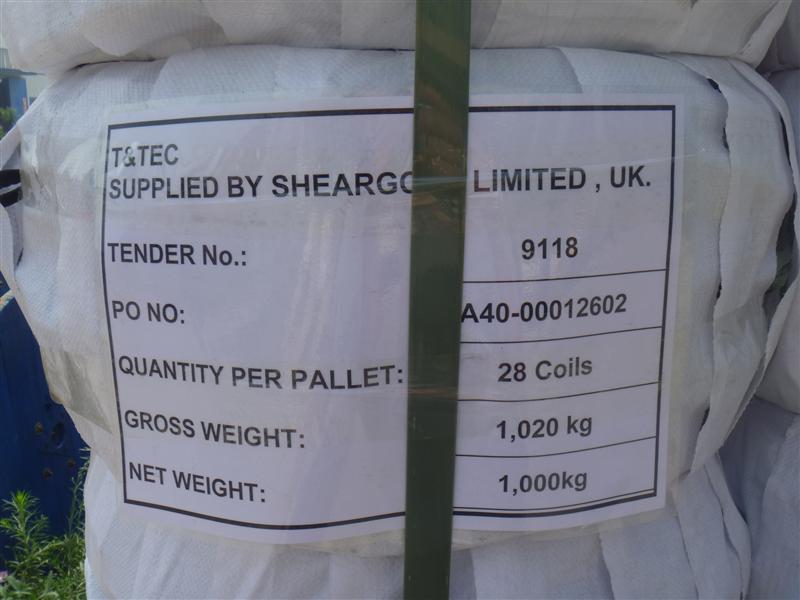 T&TEC
SUPPLIED BY LIMITED , UK.
TENDER No.: 9118
PO NO: A40-00012602
QUANTITY PER PALLET: 28 Coils
GROSS WEIGHT: 1,020 kg
NET WEIGHT: 1,000kg